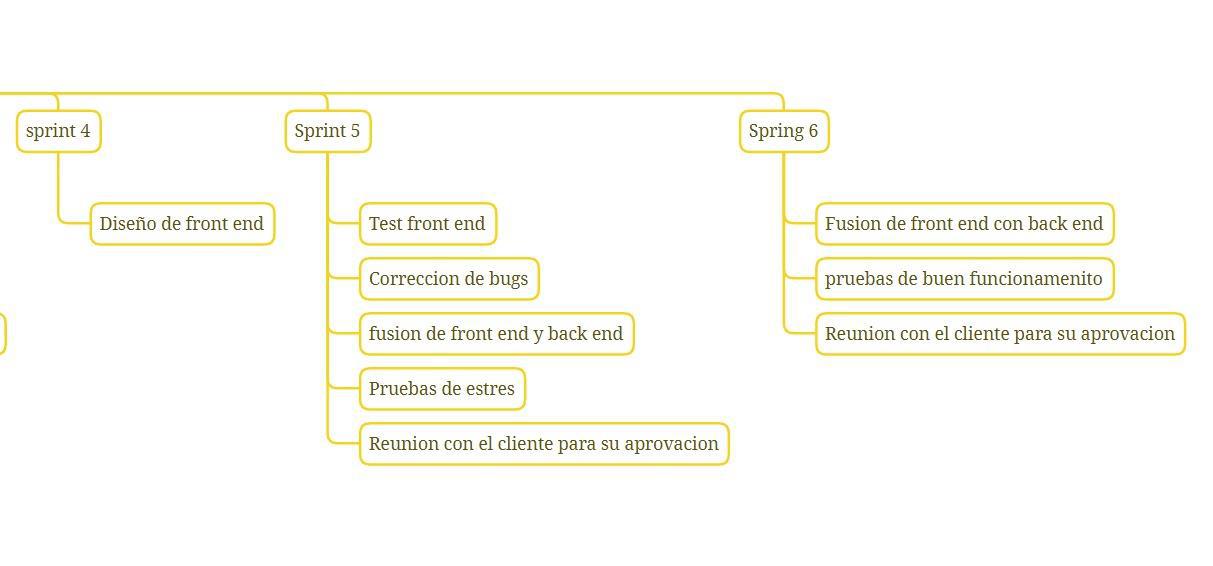 sprint 4
Sprint 5
Spring 6
Diseño de front end
Test front end
Correccion de bugs
fusion de front end y back end
Pruebas de estres
Reunion con el cliente para su aprovacion
Fusion de front end con back end
pruebas de buen funcionamenito
Reunion con el cliente para su aprovacion